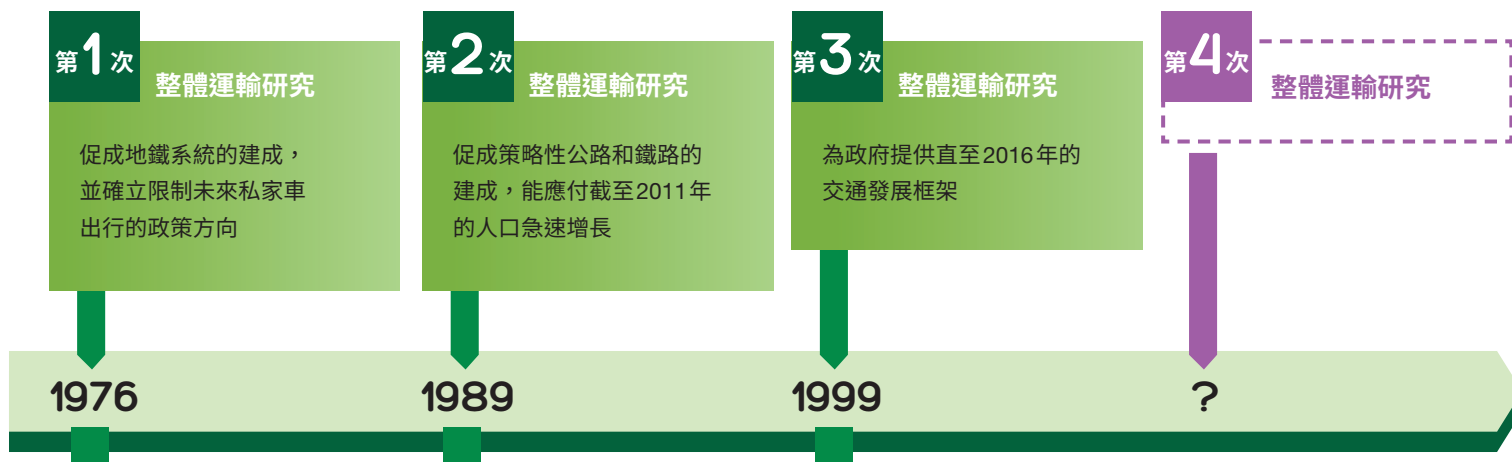 第1次
整體運輸研究
促成地鐵系統的建成，
並確立限制未來私家車
出行的政策方向
1976
第2次
整體運輸研究
促成策略性公路和鐵路的
建成，能應付截至2011年
的人口急速增長
1989
第3次
整體運輸研究
為政府提供直至2016年的
交通發展框架
1999
第4次
整體運輸研究
?